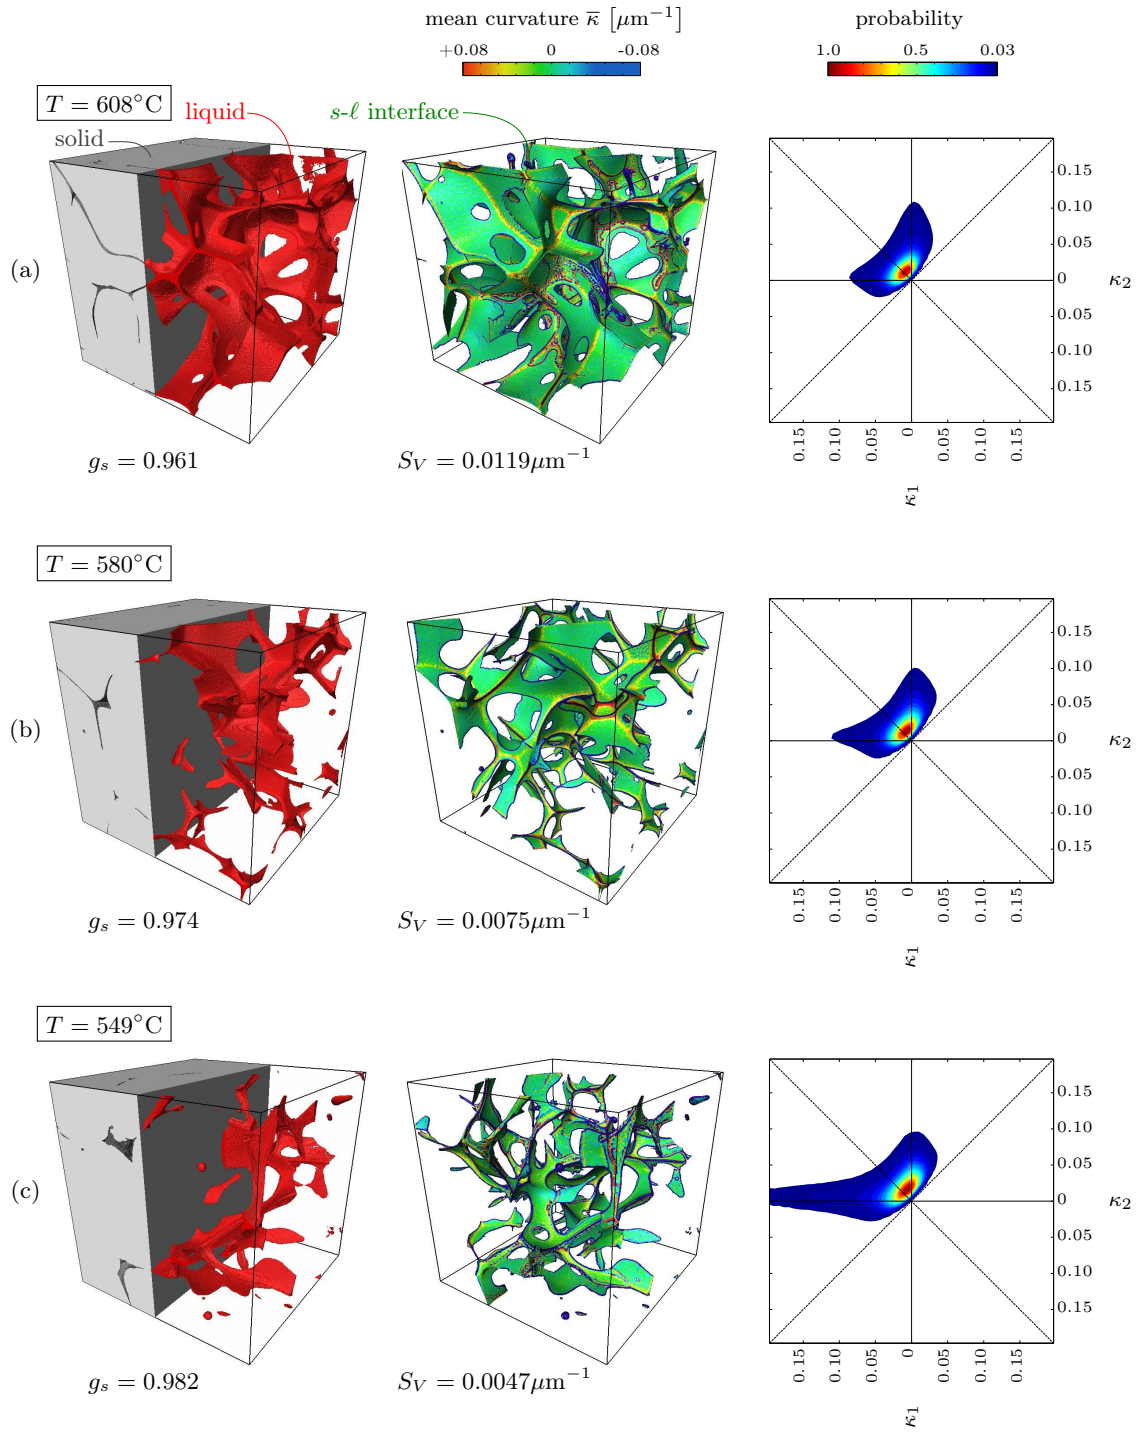 mean curvature κ̅ [μm⁻¹]
+0.08 0 -0.08
probability
1.0 0.5 0.03
T = 608°C
liquid
solid
s-ℓ interface
(a)
g_s = 0.961
S_V = 0.0119μm⁻¹
0.15
0.10
0.05
0
0.05
0.10
0.15
κ₂
0.15 0.10 0.05 0 0.05 0.10 0.15
κ₁
T = 580°C
(b)
g_s = 0.974
S_V = 0.0075μm⁻¹
0.15
0.10
0.05
0
0.05
0.10
0.15
κ₂
0.15 0.10 0.05 0 0.05 0.10 0.15
κ₁
T = 549°C
(c)
g_s = 0.982
S_V = 0.0047μm⁻¹
0.15
0.10
0.05
0
0.05
0.10
0.15
κ₂
0.15 0.10 0.05 0 0.05 0.10 0.15
κ₁